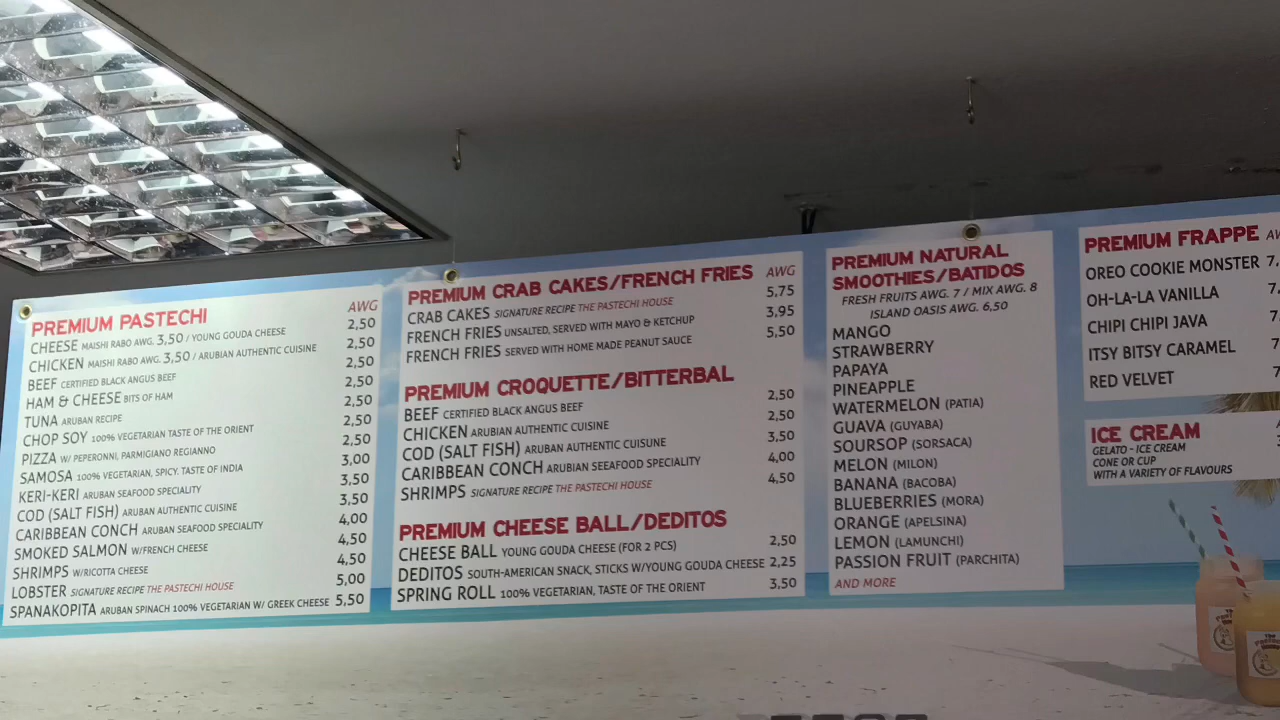 PREMIUM PASTECHI AWG
CHEESE MAISHI RABO AWG. 3,50 / YOUNG GOUDA CHEESE 2,50
CHICKEN MAISHI RABO AWG. 3,50 / ARUBIAN AUTHENTIC CUISINE 2,50
BEEF CERTIFIED BLACK ANGUS BEEF 2,50
HAM & CHEESE BITS OF HAM 2,50
TUNA ARUBAN RECIPE 2,50
CHOP SOY 100% VEGETARIAN TASTE OF THE ORIENT 2,50
PIZZA W/ PEPERONNI, PARMIGIANO REGIANNO 2,50
SAMOSA 100% VEGETARIAN, SPICY. TASTE OF INDIA 3,00
KERI-KERI ARUBAN SEAFOOD SPECIALITY 3,50
COD (SALT FISH) ARUBAN AUTHENTIC CUISINE 3,50
CARIBBEAN CONCH ARUBAN SEAFOOD SPECIALITY 4,00
SMOKED SALMON W/FRENCH CHEESE 4,50
SHRIMPS W/RICOTTA CHEESE 4,50
LOBSTER SIGNATURE RECIPE THE PASTECHI HOUSE 5,00
SPANAKOPITA ARUBAN SPINACH 100% VEGETARIAN W/ GREEK CHEESE 5,50
PREMIUM CRAB CAKES/FRENCH FRIES AWG
CRAB CAKES SIGNATURE RECIPE THE PASTECHI HOUSE 5,75
FRENCH FRIES UNSALTED, SERVED WITH MAYO & KETCHUP 3,95
FRENCH FRIES SERVED WITH HOME MADE PEANUT SAUCE 5,50
PREMIUM CROQUETTE/BITTERBAL
BEEF CERTIFIED BLACK ANGUS BEEF 2,50
CHICKEN ARUBIAN AUTHENTIC CUISINE 2,50
COD (SALT FISH) ARUBAN AUTHENTIC CUISINE 3,50
CARIBBEAN CONCH ARUBIAN SEEAFOOD SPECIALITY 4,00
SHRIMPS SIGNATURE RECIPE THE PASTECHI HOUSE 4,50
PREMIUM CHEESE BALL/DEDITOS
CHEESE BALL YOUNG GOUDA CHEESE (FOR 2 PCS) 2,50
DEDITOS SOUTH-AMERICAN SNACK, STICKS W/YOUNG GOUDA CHEESE 2,25
SPRING ROLL 100% VEGETARIAN, TASTE OF THE ORIENT 3,50
PREMIUM NATURAL
SMOOTHIES/BATIDOS
FRESH FRUITS AWG. 7 / MIX AWG. 8
ISLAND OASIS AWG. 6,50
MANGO
STRAWBERRY
PAPAYA
PINEAPPLE
WATERMELON (PATIA)
GUAVA (GUYABA)
SOURSOP (SORSACA)
MELON (MILON)
BANANA (BACOBA)
BLUEBERRIES (MORA)
ORANGE (APELSINA)
LEMON (LAMUNCHI)
PASSION FRUIT (PARCHITA)
AND MORE
PREMIUM FRAPPE
OREO COOKIE MONSTER 7,
OH-LA-LA VANILLA 7,
CHIPI CHIPI JAVA 7
ITSY BITSY CARAMEL 7
RED VELVET 7
ICE CREAM
GELATO - ICE CREAM
CONE OR CUP
WITH A VARIETY OF FLAVOURS